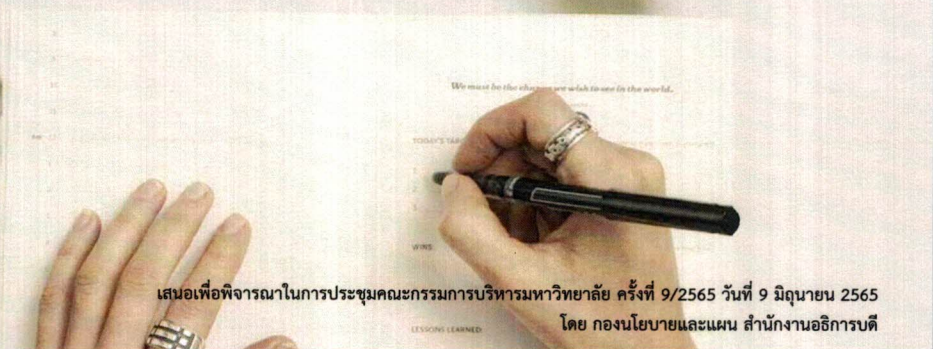 We must be the change we wish to see in the world.
TODAY'S TAR
WINS:
เสนอเพื่อพิจารณาในการประชุมคณะกรรมการบริหารมหาวิทยาลัย ครั้งที่ 9/2565 วันที่ 9 มิถุนายน 2565
โดย กองนโยบายและแผน สำนักงานอธิการบดี
LESSONS LEARNED: